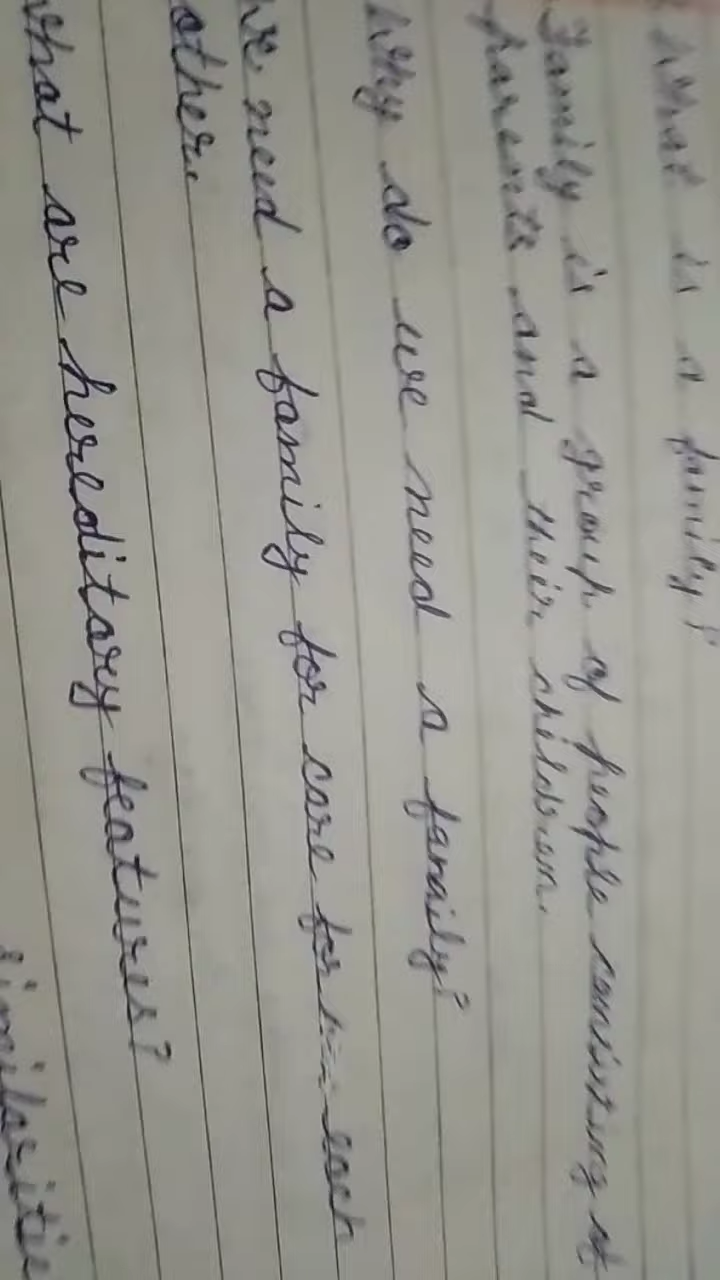 What is a family?
Family is a group of people consisting of
parents and their children.
Why do we need a family?
we need a family for care for each
other.
what are hereditary features?
similaritie